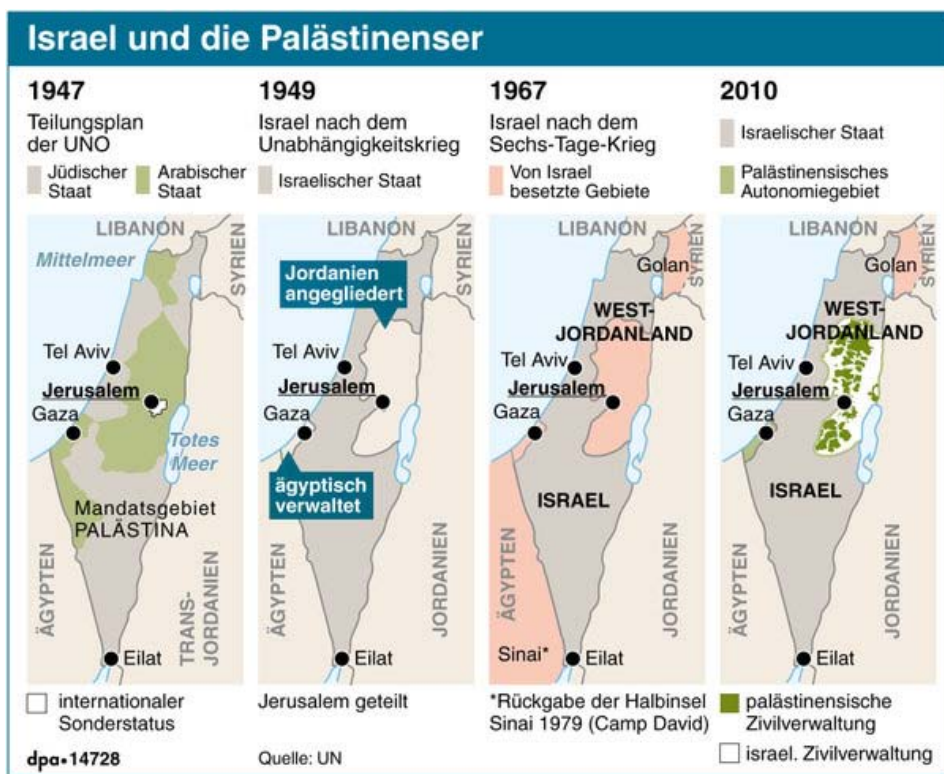 Israel und die Palästinenser
1947
Teilungsplan
der UNO
Jüdischer
Staat
Arabischer
Staat
LIBANON
SYRIEN
Mittelmeer
Tel Aviv
Jerusalem
Gaza
Totes
Meer
Mandatsgebiet
PALÄSTINA
ÄGYPTEN
TRANS-
JORDANIEN
Eilat
internationaler
Sonderstatus
1949
Israel nach dem
Unabhängigkeitskrieg
Israelischer Staat
LIBANON
SYRIEN
Jordanien
angegliedert
Tel Aviv
Jerusalem
Gaza
ägyptisch
verwaltet
ÄGYPTEN
JORDANIEN
Eilat
Jerusalem geteilt
1967
Israel nach dem
Sechs-Tage-Krieg
Von Israel
besetzte Gebiete
LIBANON
SYRIEN
Golan
WEST-
JORDANLAND
Tel Aviv
Jerusalem
Gaza
ISRAEL
ÄGYPTEN
JORDANIEN
Sinai*
Eilat
*Rückgabe der Halbinsel
Sinai 1979 (Camp David)
2010
Israelischer Staat
Palästinensisches
Autonomiegebiet
LIBANON
SYRIEN
Golan
WEST-
JORDANLAND
Tel Aviv
Jerusalem
Gaza
ISRAEL
ÄGYPTEN
JORDANIEN
Eilat
palästinensische
Zivilverwaltung
israel. Zivilverwaltung
dpa•14728
Quelle: UN